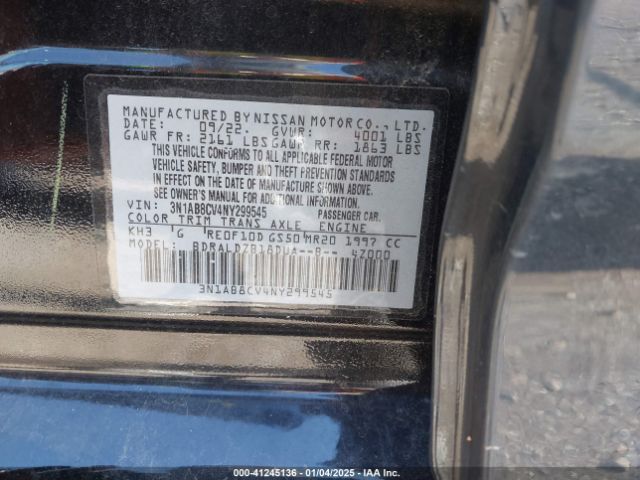 MANUFACTURED BY NISSAN MOTOR CO., LTD.
DATE: 09/22. GVWR: 4001 LBS
GAWR FR: 2161 LBS GAWR RR: 1863 LBS
THIS VEHICLE CONFORMS TO ALL APPLICABLE FEDERAL MOTOR
VEHICLE SAFETY, BUMPER AND THEFT PREVENTION STANDARDS
IN EFFECT ON THE DATE OF MANUFACTURE SHOWN ABOVE.
SEE OWNER'S MANUAL FOR ADDITIONAL INFORMATION
VIN: 3N1AB8CV4NY299545 PASSENGER CAR.
COLOR TRIM TRANS AXLE ENGINE
KH3 G RE0F10D GS50 MR20 1997 CC
MODEL: 4Z000
3N1AB8CV4NY299545
000-41245136 - 01/04/2025 - IAA Inc.